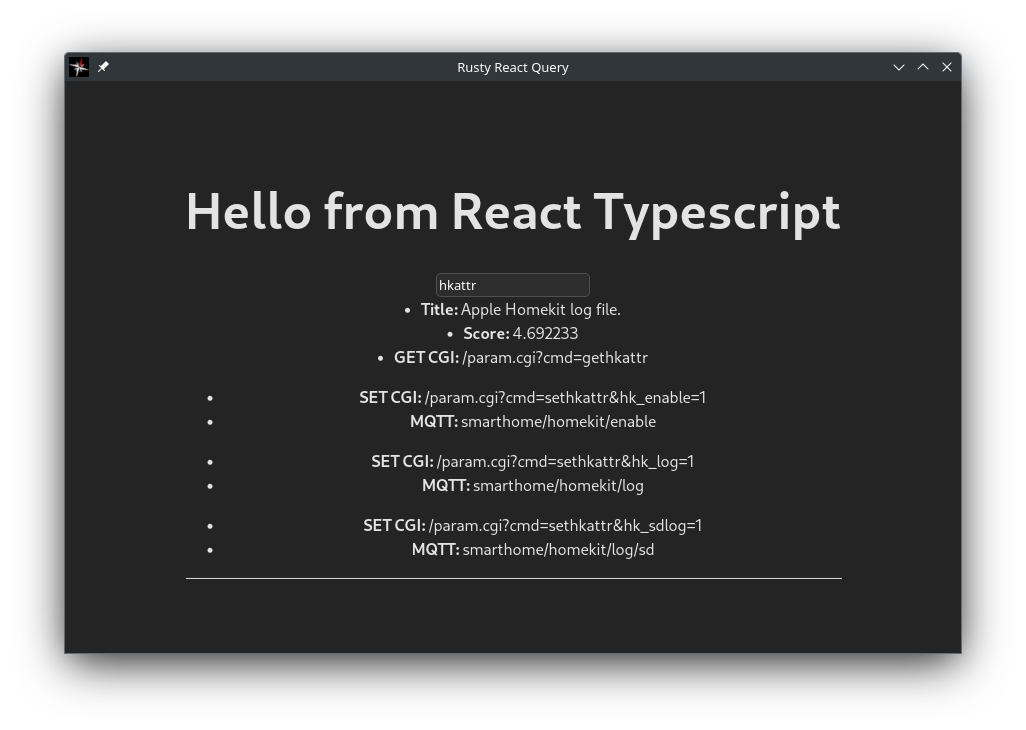 Rusty React Query
Hello from React Typescript
hkattr
• Title: Apple Homekit log file.
• Score: 4.692233
• GET CGI: /param.cgi?cmd=gethkattr
• SET CGI: /param.cgi?cmd=sethkattr&hk_enable=1
• MQTT: smarthome/homekit/enable
• SET CGI: /param.cgi?cmd=sethkattr&hk_log=1
• MQTT: smarthome/homekit/log
• SET CGI: /param.cgi?cmd=sethkattr&hk_sdlog=1
• MQTT: smarthome/homekit/log/sd